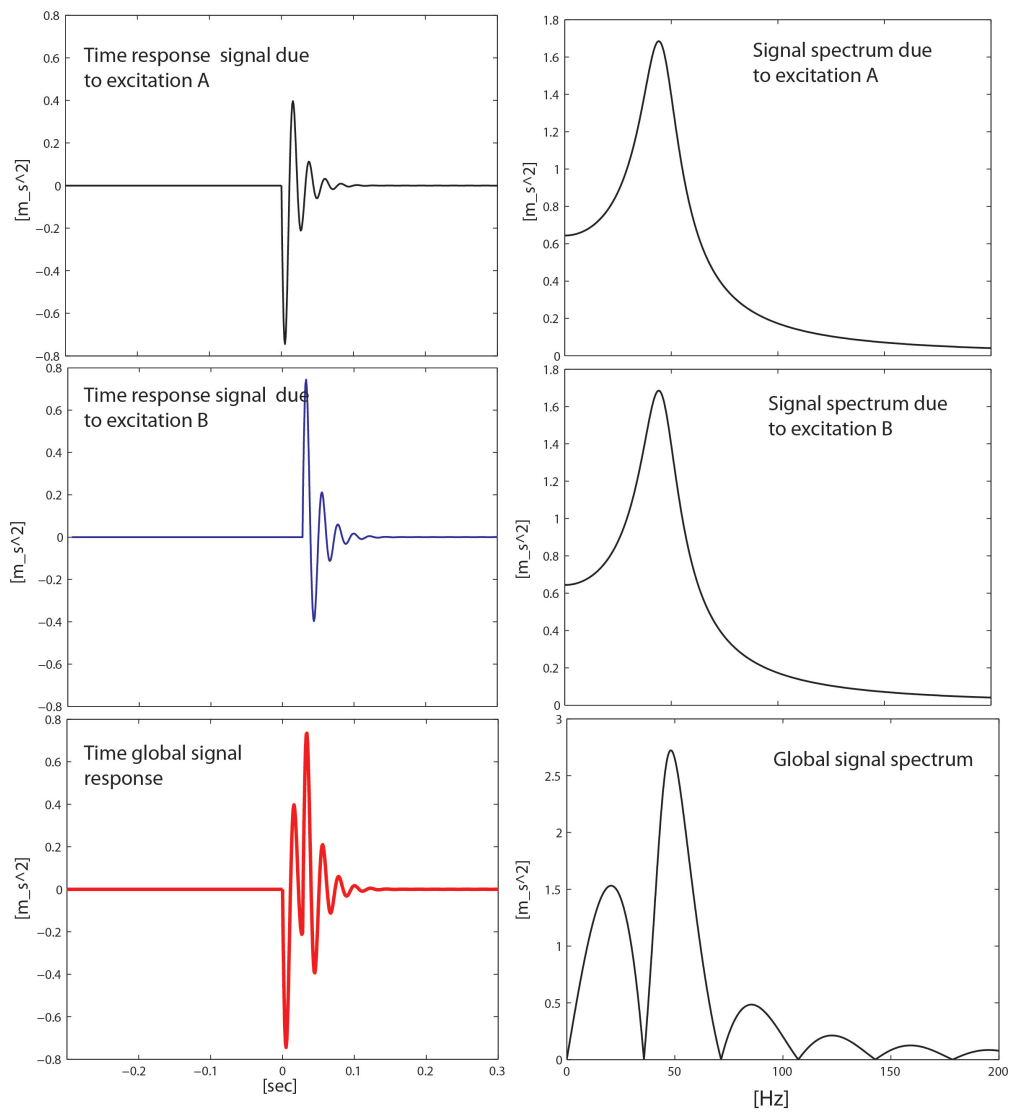 Time response signal due
to excitation A
[m_s^2]
0.8
0.6
0.4
0.2
0
−0.2
−0.4
−0.6
−0.8
Signal spectrum due
to excitation A
[m_s^2]
1.8
1.6
1.4
1.2
1
1.8
0.6
0.4
0.2
0
Time response signal due
to excitation B
[m_s^2]
0.8
0.6
0.4
0.2
0
−0.2
−0.4
−0.6
−0.8
Signal spectrum due
to excitation B
[m_s^2]
1.8
1.6
1.4
1.2
1
0.8
0.6
0.4
0.2
0
Time global signal
response
[m_s^2]
0.8
0.6
0.4
0.2
0
−0.2
−0.4
−0.6
−0.8
−0.2 −0.1 0 0.1 0.2 0.3
[sec]
Global signal spectrum
[m_s^2]
3
2.5
2
1.5
1
0.5
0
0 50 100 150 200
[Hz]